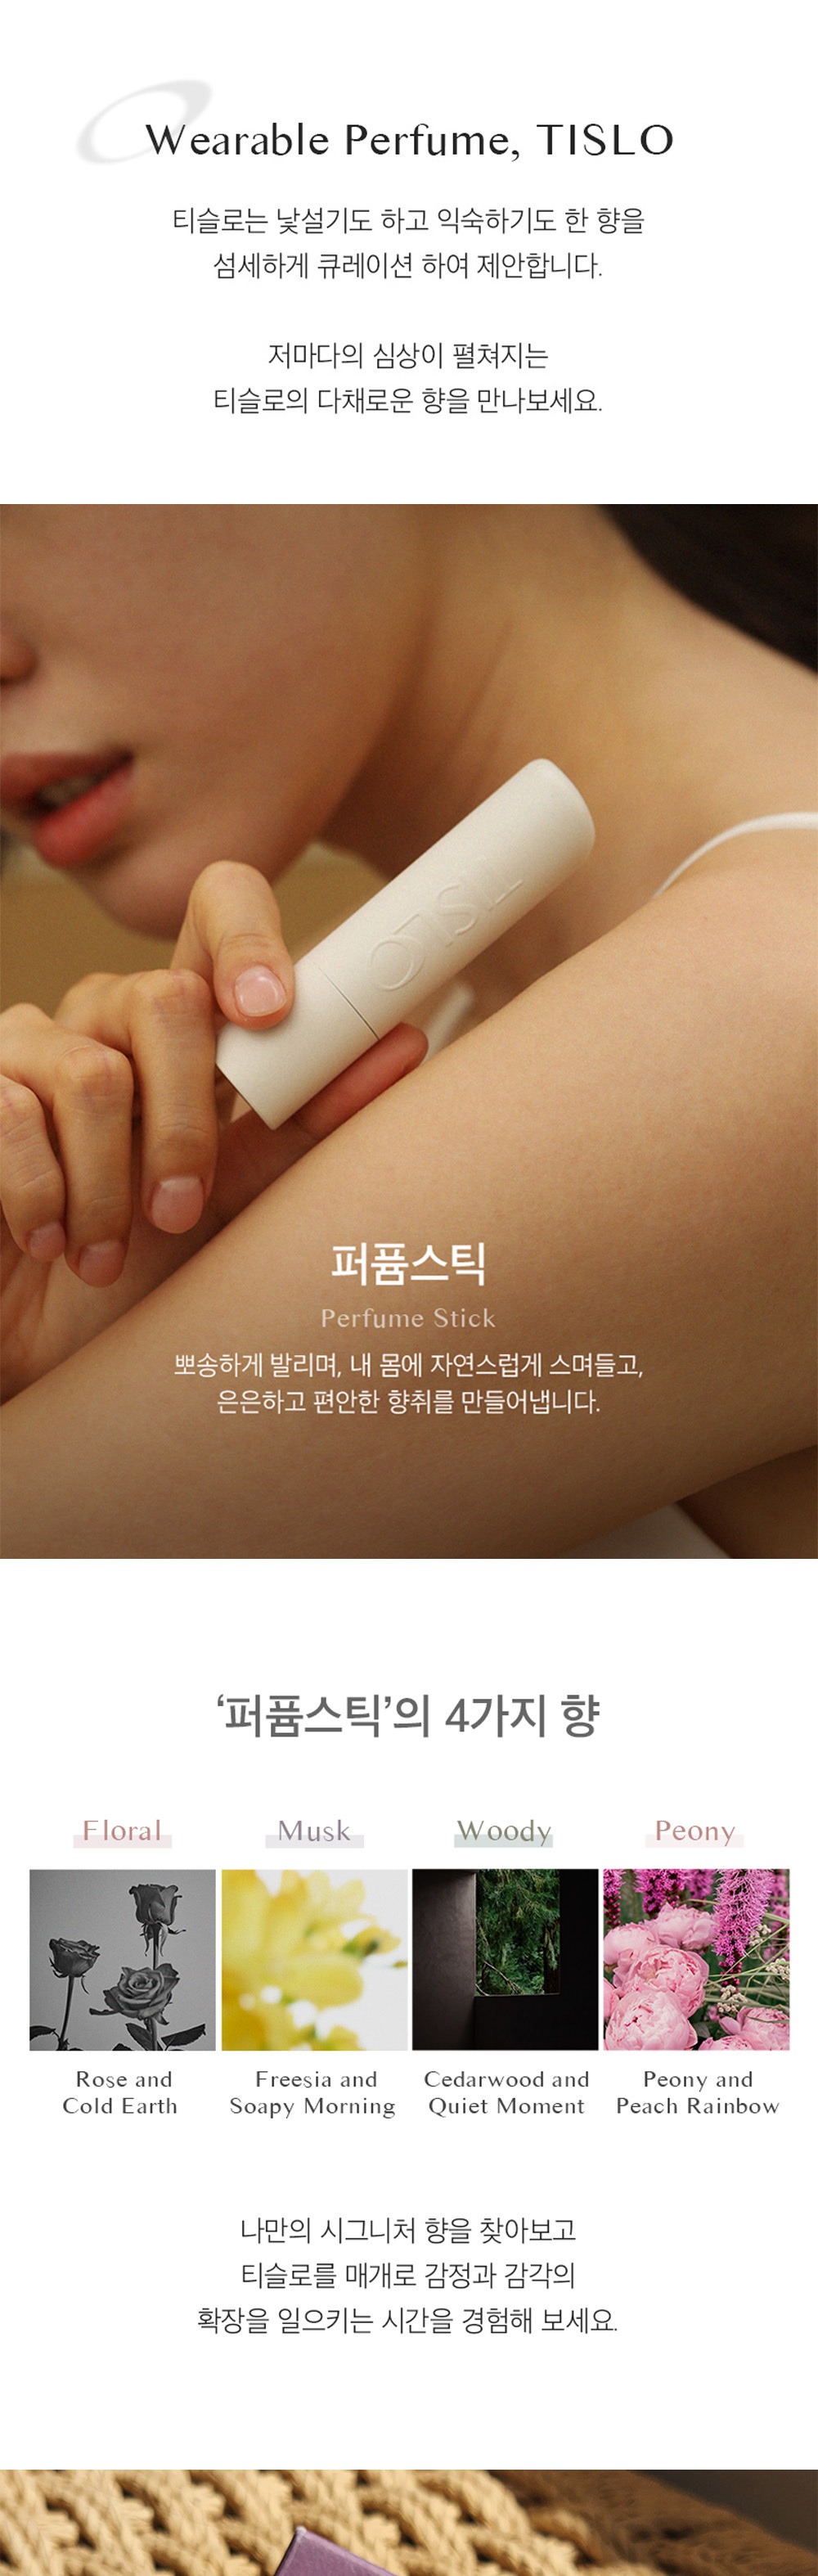 Wearable Perfume, TISLO
티슬로는 낯설기도 하고 익숙하기도 한 향을
섬세하게 큐레이션 하여 제안합니다.
저마다의 심상이 펼쳐지는
티슬로의 다채로운 향을 만나보세요.
TISLO
퍼퓸스틱
Perfume Stick
뽀송하게 발리며, 내 몸에 자연스럽게 스며들고,
은은하고 편안한 향취를 만들어냅니다.
‘퍼퓸스틱’의 4가지 향
Floral
Musk
Woody
Peony
Rose and
Cold Earth
Freesia and
Soapy Morning
Cedarwood and
Quiet Moment
Peony and
Peach Rainbow
나만의 시그니처 향을 찾아보고
티슬로를 매개로 감정과 감각의
확장을 일으키는 시간을 경험해 보세요.